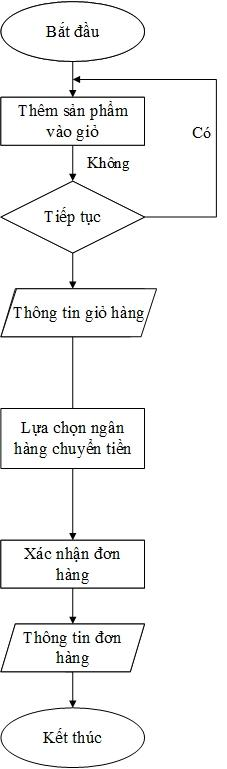 Bắt đầu
Thêm sản phẩm
vào giỏ
Có
Không
Tiếp tục
Thông tin giỏ hàng
Lựa chọn ngân
hàng chuyển tiền
Xác nhận đơn
hàng
Thông tin đơn
hàng
Kết thúc